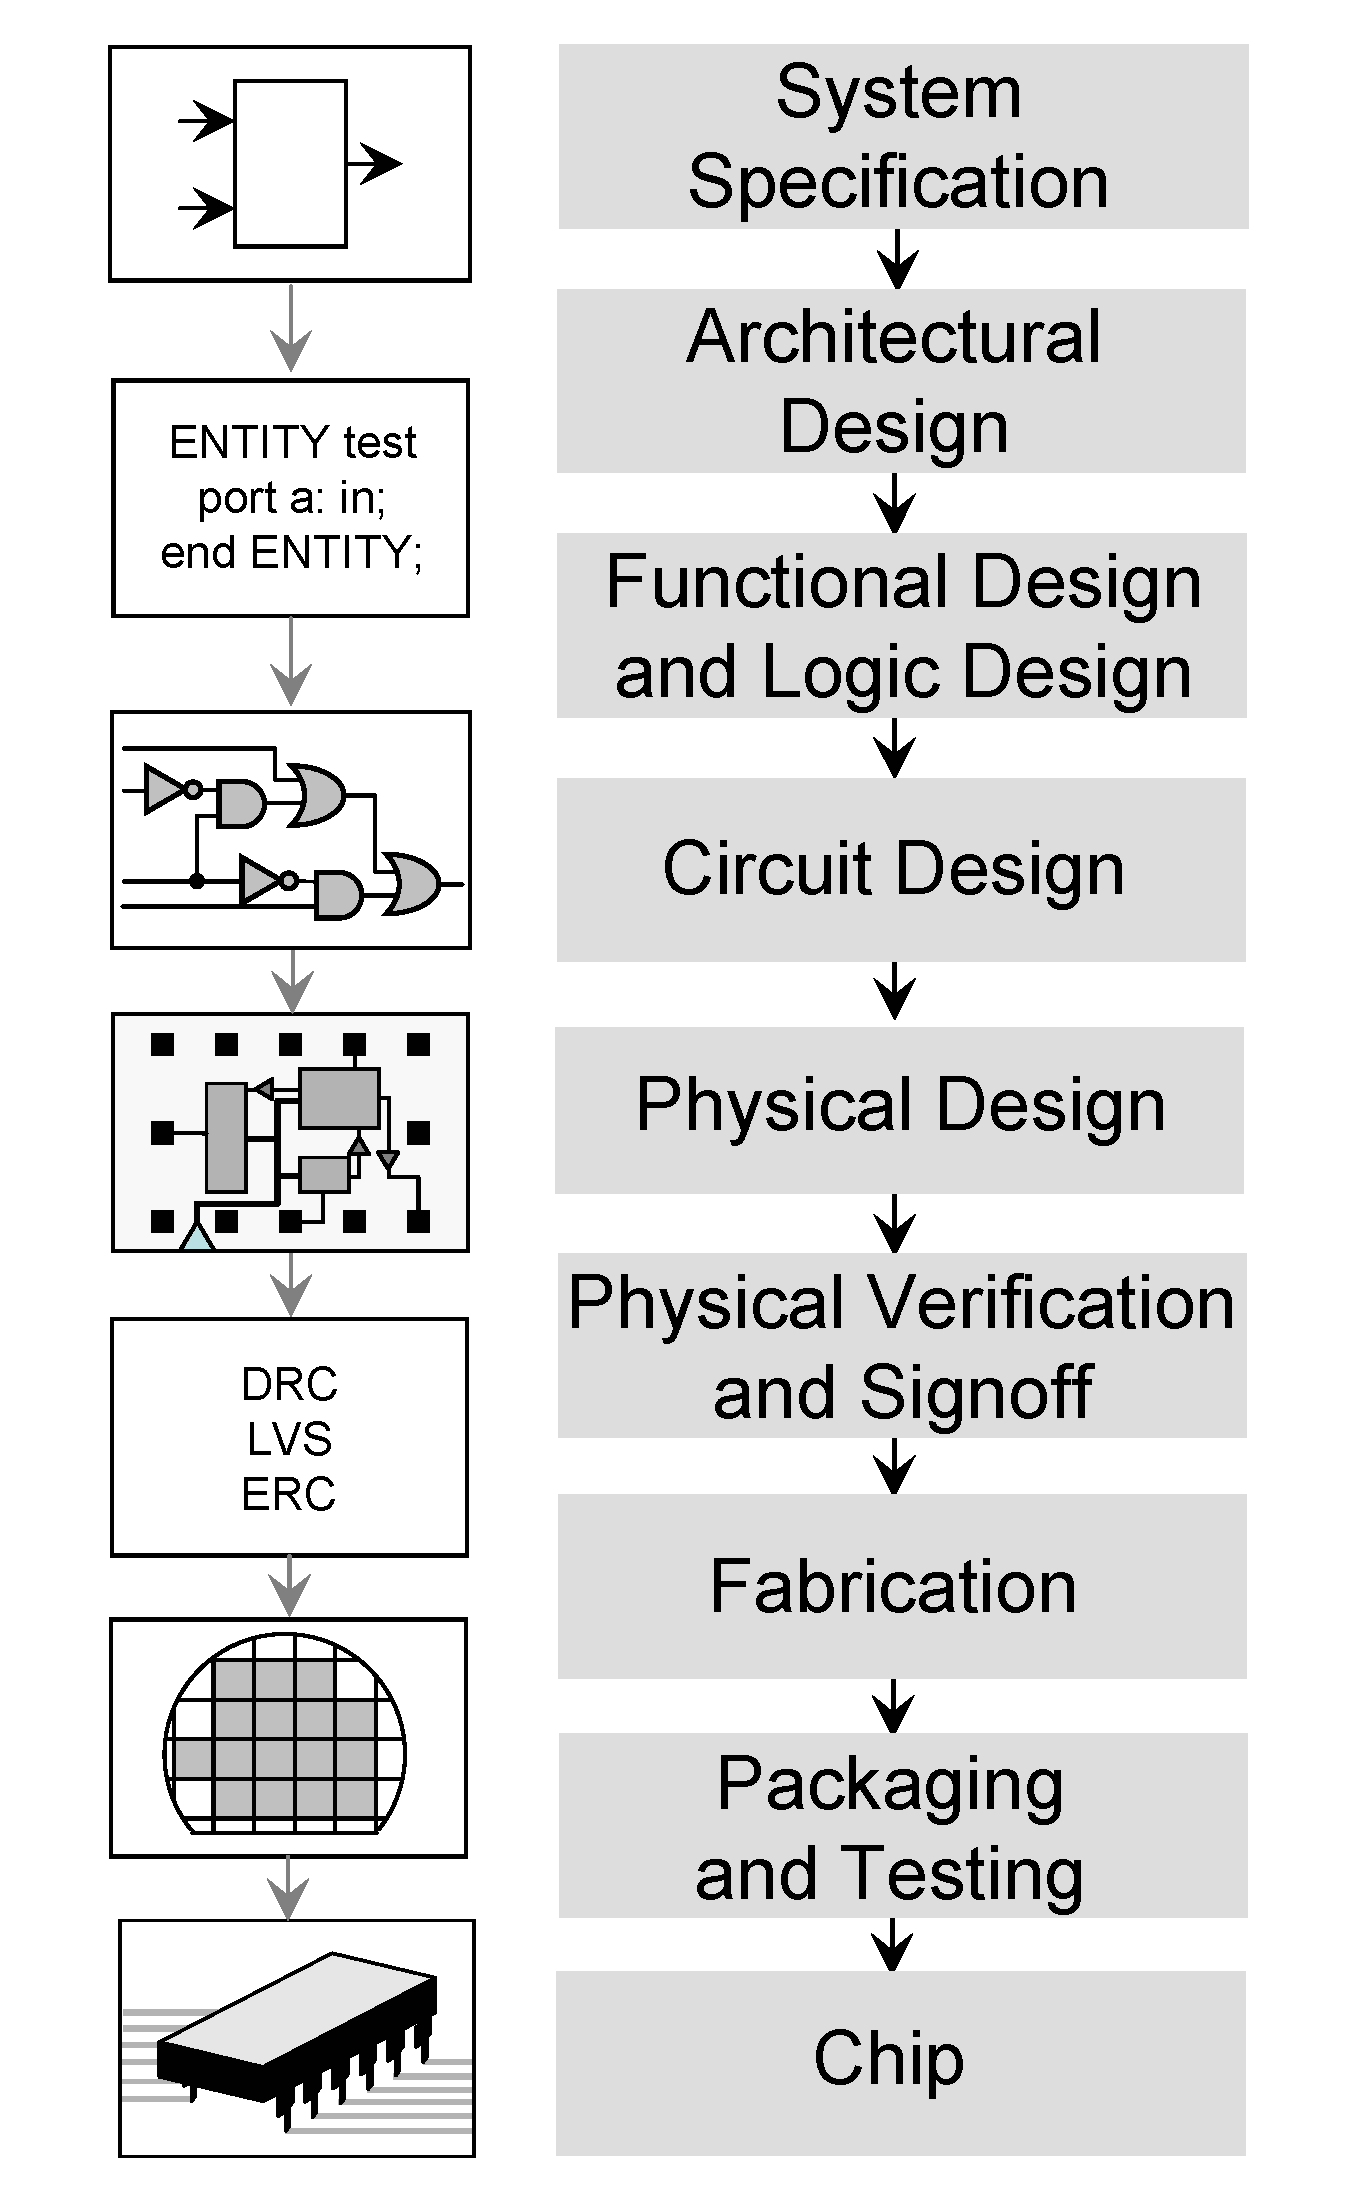 System
Specification
Architectural
Design
ENTITY test
port a: in;
end ENTITY;
Functional Design
and Logic Design
Circuit Design
Physical Design
Physical Verification
and Signoff
DRC
LVS
ERC
Fabrication
Packaging
and Testing
Chip